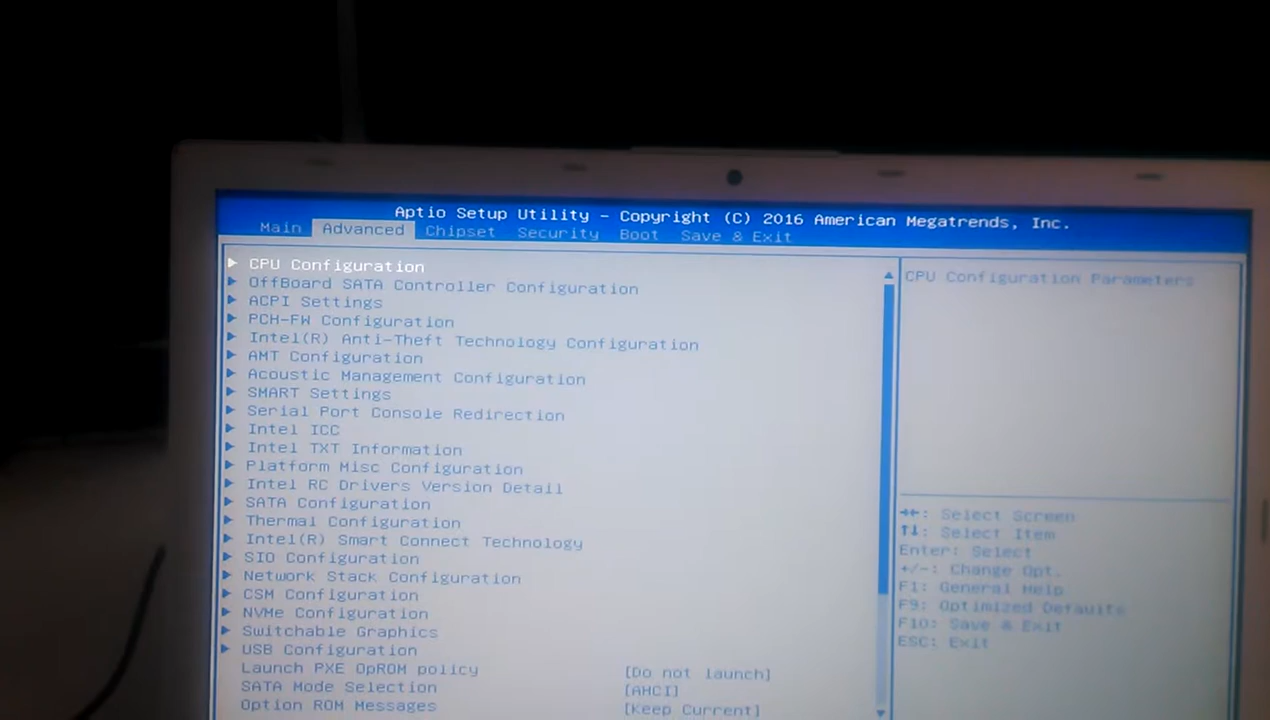 Aptio Setup Utility - Copyright (C) 2016 American Megatrends, Inc.
Main Advanced Chipset Security Boot Save & Exit
CPU Configuration
OffBoard SATA Controller Configuration
ACPI Settings
PCH-FW Configuration
Intel(R) Anti-Theft Technology Configuration
AMT Configuration
Acoustic Management Configuration
SMART Settings
Serial Port Console Redirection
Intel ICC
Intel TXT Information
Platform Misc Configuration
Intel RC Drivers Version Detail
SATA Configuration
Thermal Configuration
Intel(R) Smart Connect Technology
SIO Configuration
Network Stack Configuration
CSM Configuration
NVMe Configuration
Switchable Graphics
USB Configuration
Launch PXE OpROM policy [Do not launch]
SATA Mode Selection [AHCI]
Option ROM Messages [Keep Current]
CPU Configuration Parameters
→←: Select Screen
↑↓: Select Item
Enter: Select
+/-: Change Opt.
F1: General Help
F9: Optimized Defaults
F10: Save & Exit
ESC: Exit